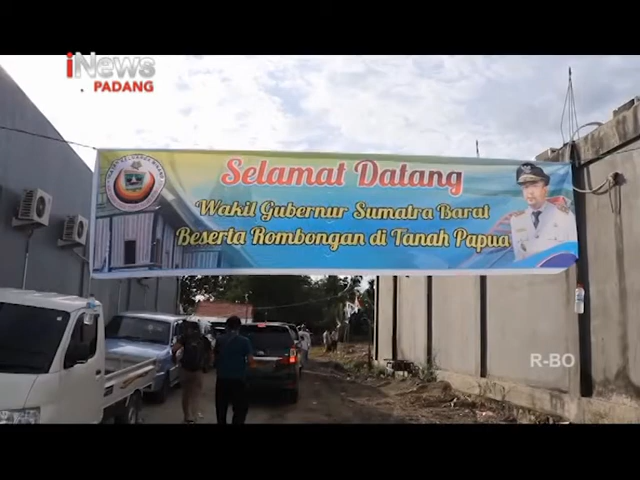 iNews
PADANG
Selamat Datang
Wakil Gubernur Sumatra Barat
Beserta Rombongan di Tanah Papua
R-BO